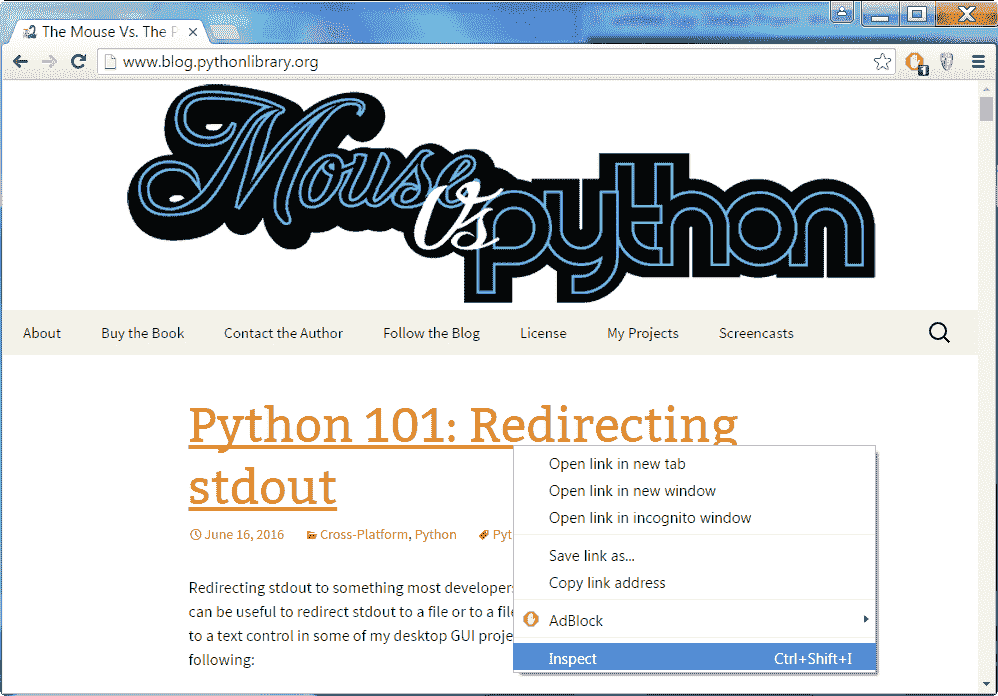 The Mouse Vs. The P
www.blog.pythonlibrary.org
1
Mouse
Vs
python
About Buy the Book Contact the Author Follow the Blog License My Projects Screencasts
Python 101: Redirecting
stdout
June 16, 2016 Cross-Platform, Python Pyt
Redirecting stdout to something most developers
can be useful to redirect stdout to a file or to a file
to a text control in some of my desktop GUI proje
following:
Open link in new tab
Open link in new window
Open link in incognito window
Save link as...
Copy link address
AdBlock
Inspect Ctrl+Shift+I